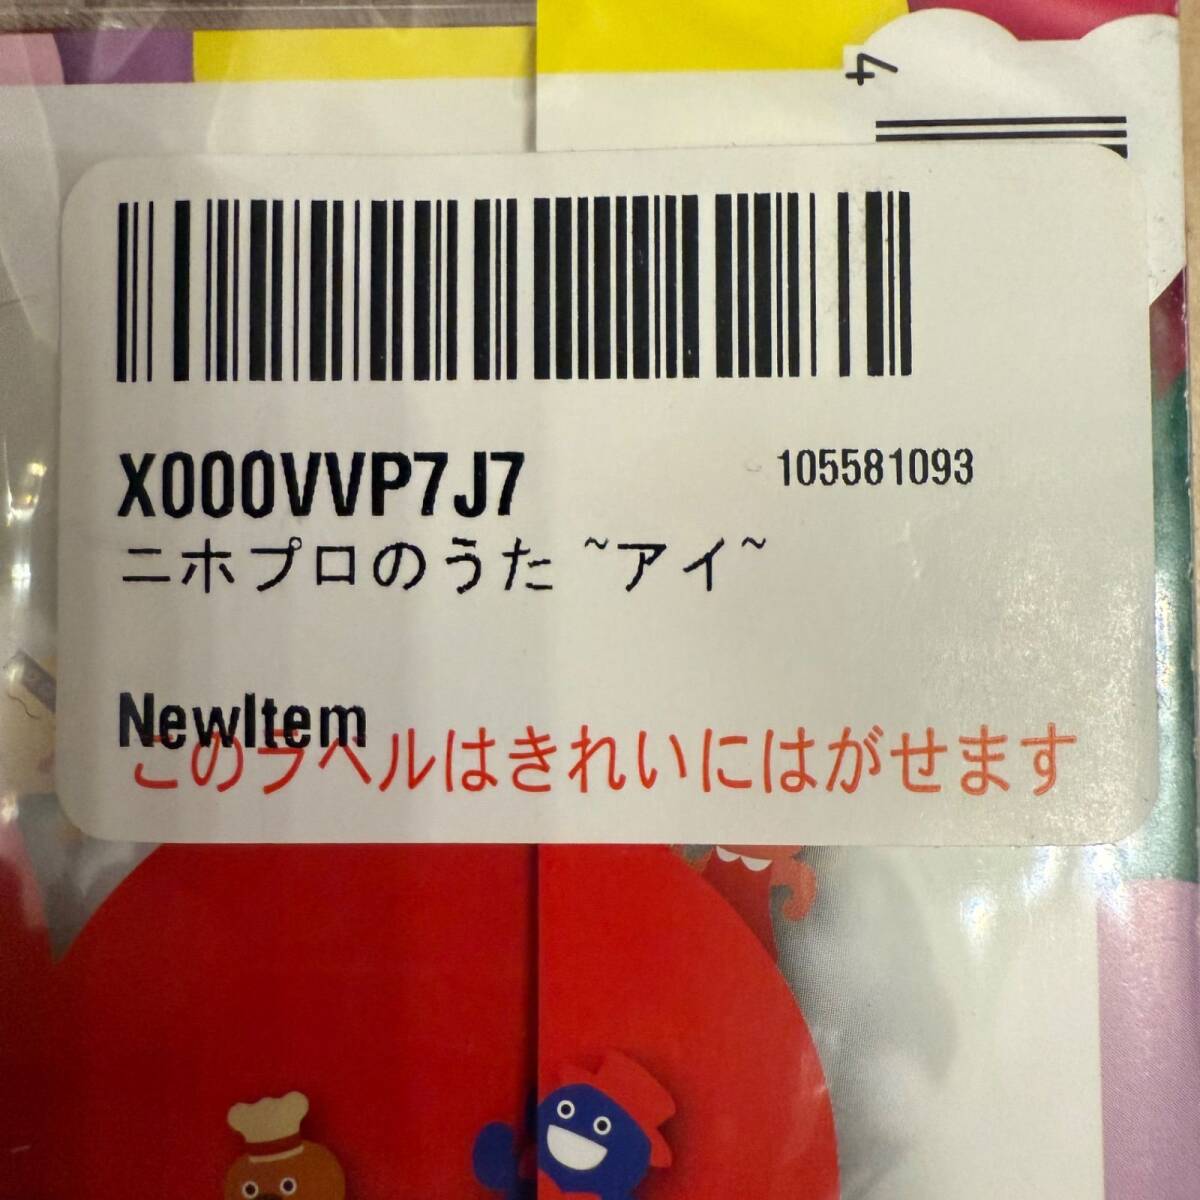 4
X000VVP7J7 105581093
ニホプロのうた ~アイ~
NewItem
このラベルはきれいにはがせます